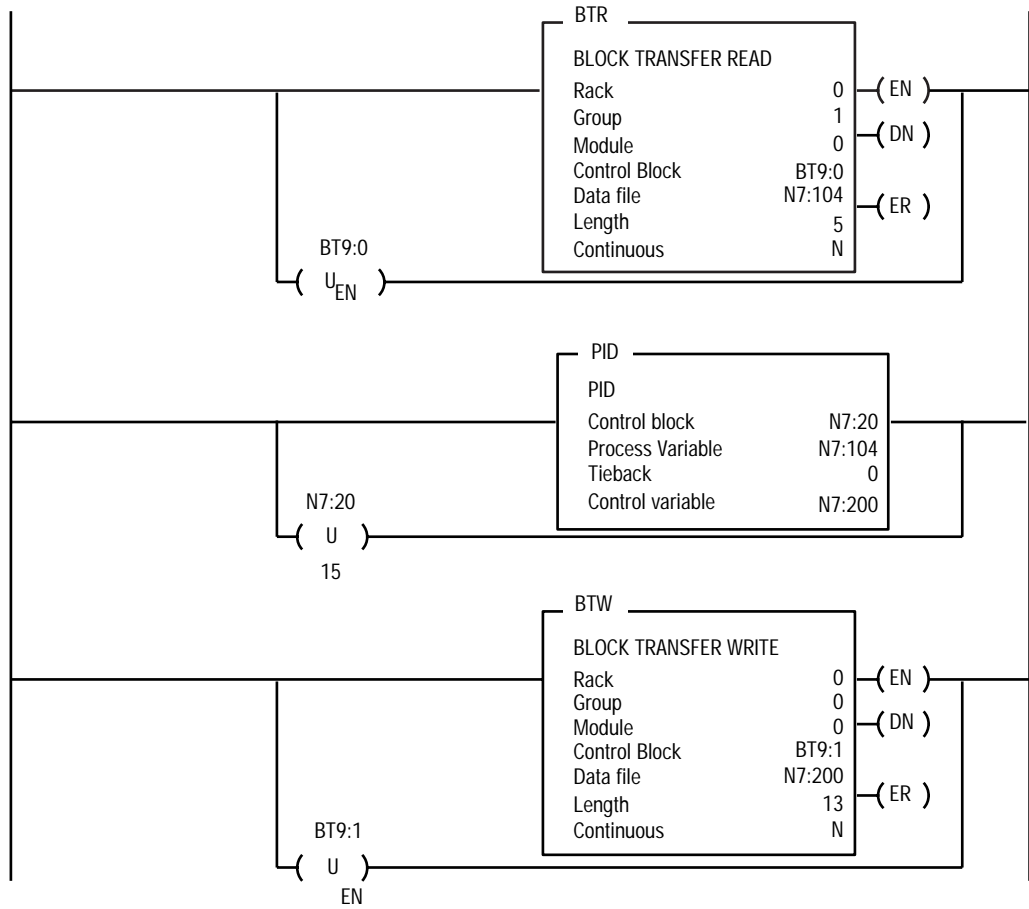 BTR
BLOCK TRANSFER READ
Rack 0 EN
Group 1
Module 0 DN
Control Block BT9:0
Data file N7:104
Length 5 ER
Continuous N
BT9:0
U EN
PID
PID
Control block N7:20
Process Variable N7:104
Tieback 0
Control variable N7:200
N7:20
U
15
BTW
BLOCK TRANSFER WRITE
Rack 0 EN
Group 0
Module 0 DN
Control Block BT9:1
Data file N7:200
Length 13 ER
Continuous N
BT9:1
U
EN